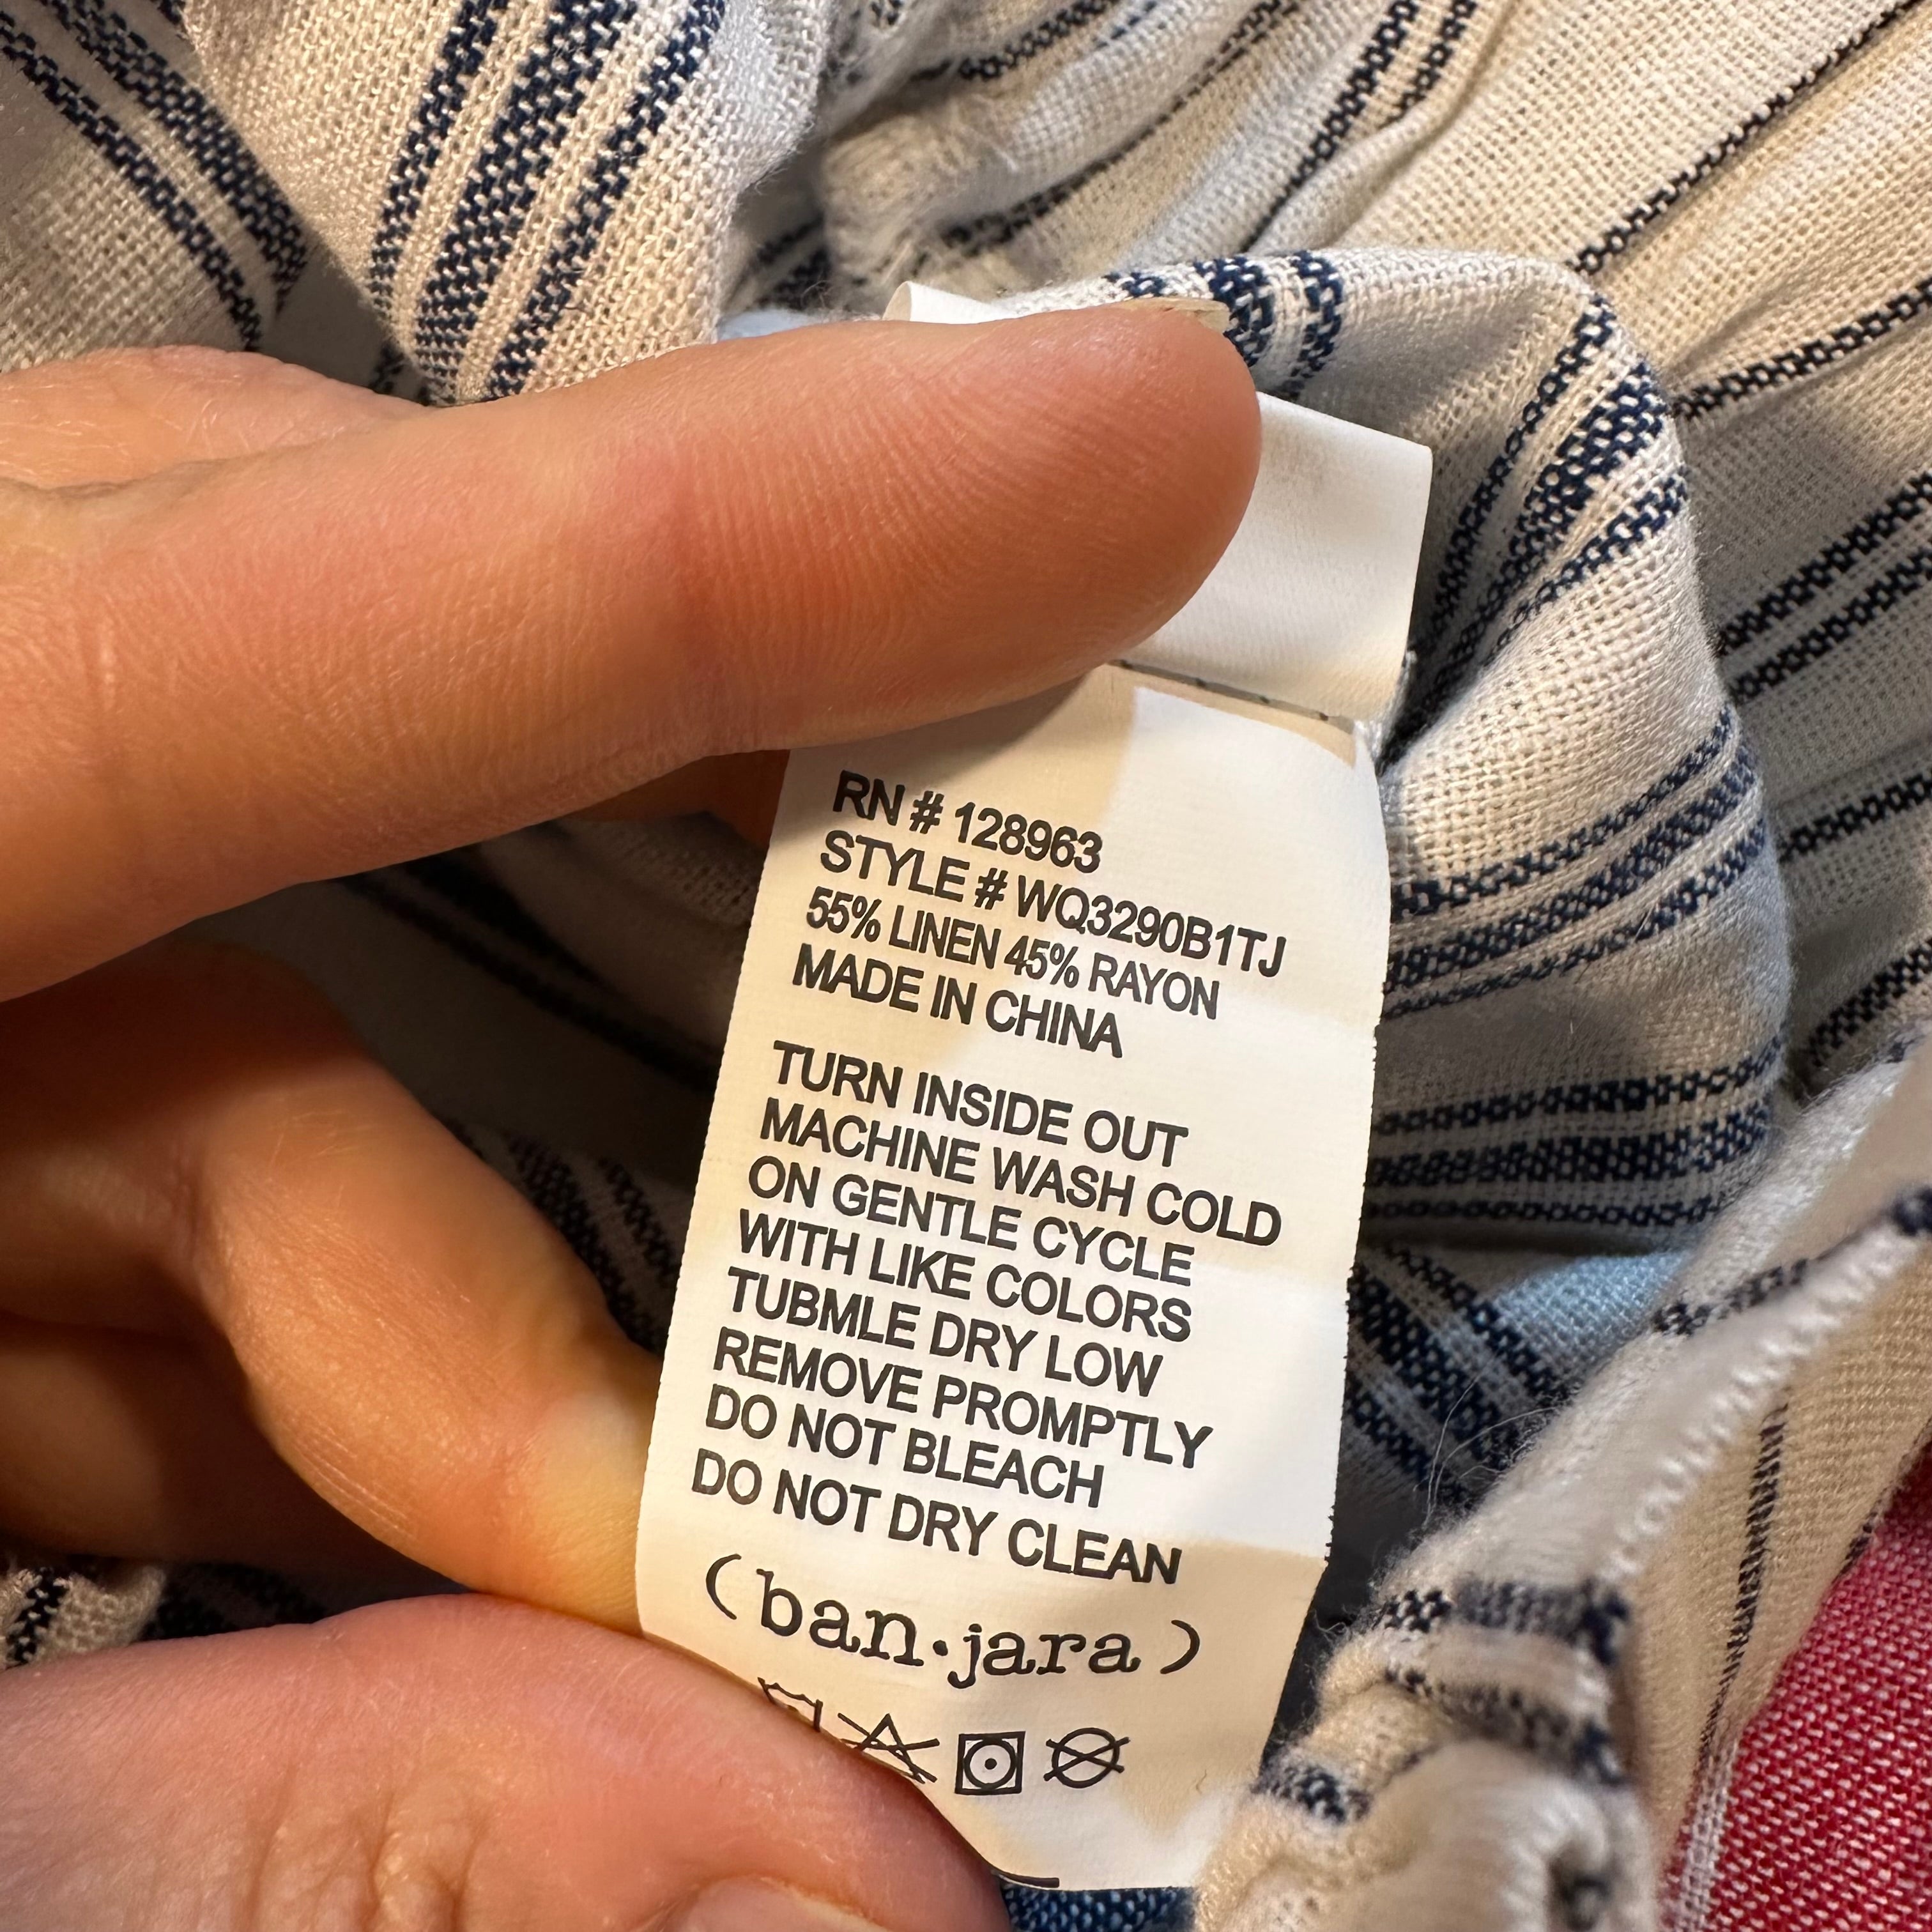 RN # 128963
STYLE # WQ3290B1TJ
55% LINEN 45% RAYON
MADE IN CHINA
TURN INSIDE OUT
MACHINE WASH COLD
ON GENTLE CYCLE
WITH LIKE COLORS
TUBMLE DRY LOW
REMOVE PROMPTLY
DO NOT BLEACH
DO NOT DRY CLEAN
(ban·jara)